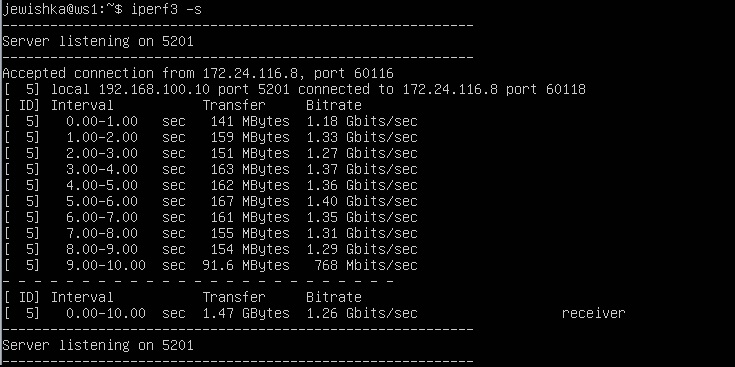 jewishka@ws1:~$ iperf3 -s
-----------------------------------------------------------
Server listening on 5201
-----------------------------------------------------------
Accepted connection from 172.24.116.8, port 60116
[  5] local 192.168.100.10 port 5201 connected to 172.24.116.8 port 60118
[ ID] Interval           Transfer     Bitrate
[  5]   0.00-1.00   sec   141 MBytes  1.18 Gbits/sec
[  5]   1.00-2.00   sec   159 MBytes  1.33 Gbits/sec
[  5]   2.00-3.00   sec   151 MBytes  1.27 Gbits/sec
[  5]   3.00-4.00   sec   163 MBytes  1.37 Gbits/sec
[  5]   4.00-5.00   sec   162 MBytes  1.36 Gbits/sec
[  5]   5.00-6.00   sec   167 MBytes  1.40 Gbits/sec
[  5]   6.00-7.00   sec   161 MBytes  1.35 Gbits/sec
[  5]   7.00-8.00   sec   155 MBytes  1.31 Gbits/sec
[  5]   8.00-9.00   sec   154 MBytes  1.29 Gbits/sec
[  5]   9.00-10.00  sec  91.6 MBytes   768 Mbits/sec
- - - - - - - - - - - - - - - - - - - - - - - - -
[ ID] Interval           Transfer     Bitrate
[  5]   0.00-10.00  sec  1.47 GBytes  1.26 Gbits/sec                  receiver
-----------------------------------------------------------
Server listening on 5201
-----------------------------------------------------------